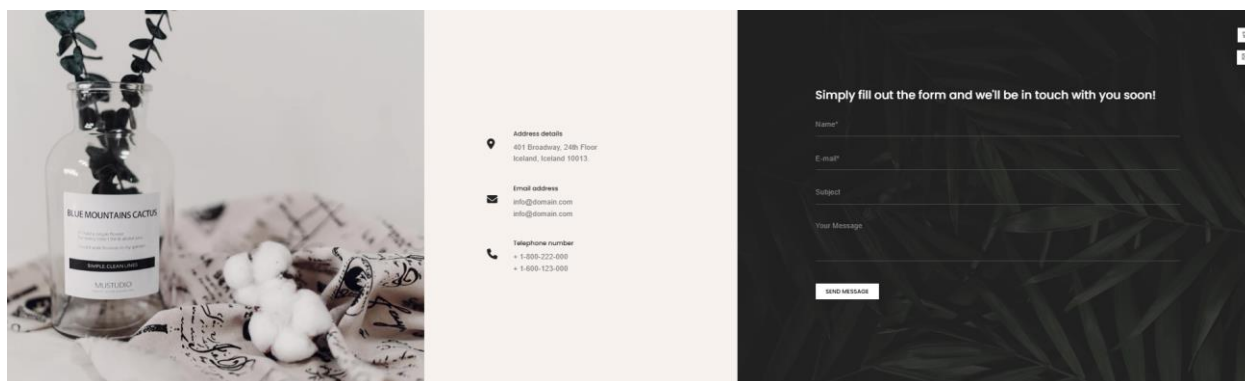 BLUE MOUNTAINS CACTUS
SIMPLE CLEAN LINES
MUSTUDIO
Address details
401 Broadway, 24th Floor
Iceland, Iceland 10013.
Email address
info@domain.com
info@domain.com
Telephone number
+ 1-800-222-000
+ 1-800-123-000
Simply fill out the form and we'll be in touch with you soon!
Name*
E-mail*
Subject
Your Message
SEND MESSAGE